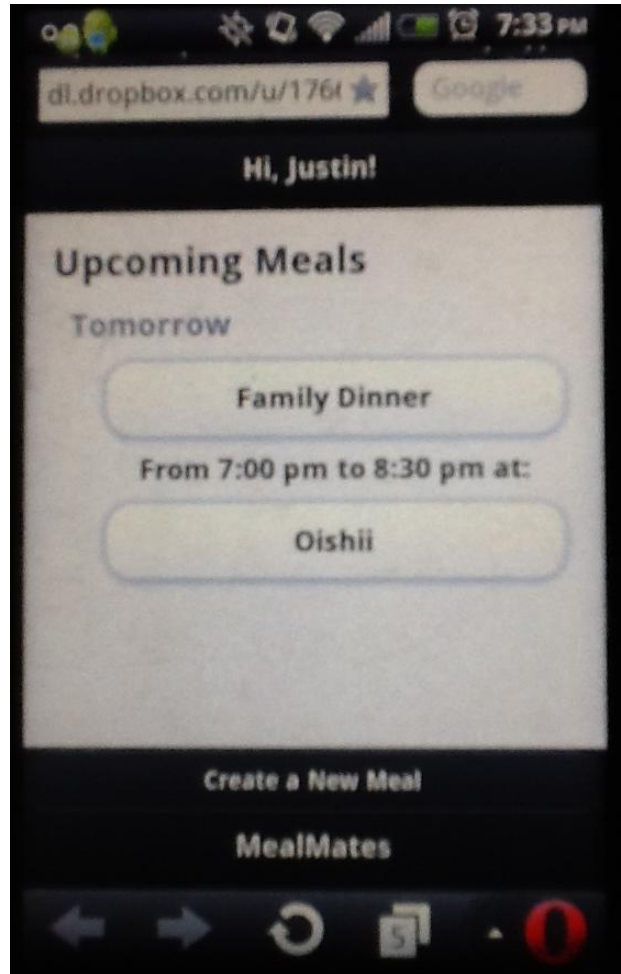 7:33 PM
dl.dropbox.com/u/176
Google
Hi, Justin!
Upcoming Meals
Tomorrow
Family Dinner
From 7:00 pm to 8:30 pm at:
Oishii
Create a New Meal
MealMates
5